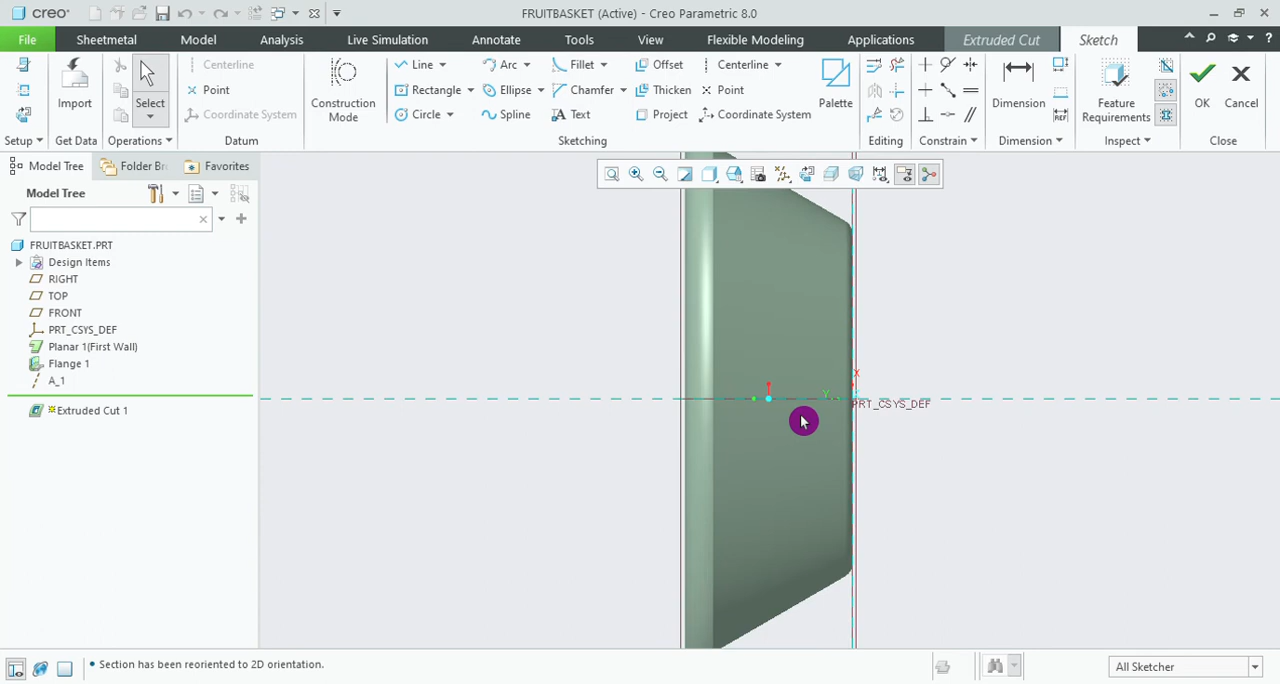 creo FRUITBASKET (Active) - Creo Parametric 8.0
File Sheetmetal Model Analysis Live Simulation Annotate Tools View Flexible Modeling Applications Extruded Cut Sketch
Centerline Line Arc Fillet Offset Centerline
Point Rectangle Ellipse Chamfer Thicken Point
Import Select Construction Mode Palette Dimension Feature Requirements OK Cancel
Coordinate System Circle Spline Text Project Coordinate System
Setup Get Data Operations Datum Sketching Editing Constrain Dimension Inspect Close
Model Tree Folder Br Favorites
Model Tree
FRUITBASKET.PRT
Design Items
RIGHT
TOP
FRONT
PRT_CSYS_DEF
Planar 1(First Wall)
Flange 1
A_1
Extruded Cut 1
X
Y
PRT_CSYS_DEF
Section has been reoriented to 2D orientation.
All Sketcher